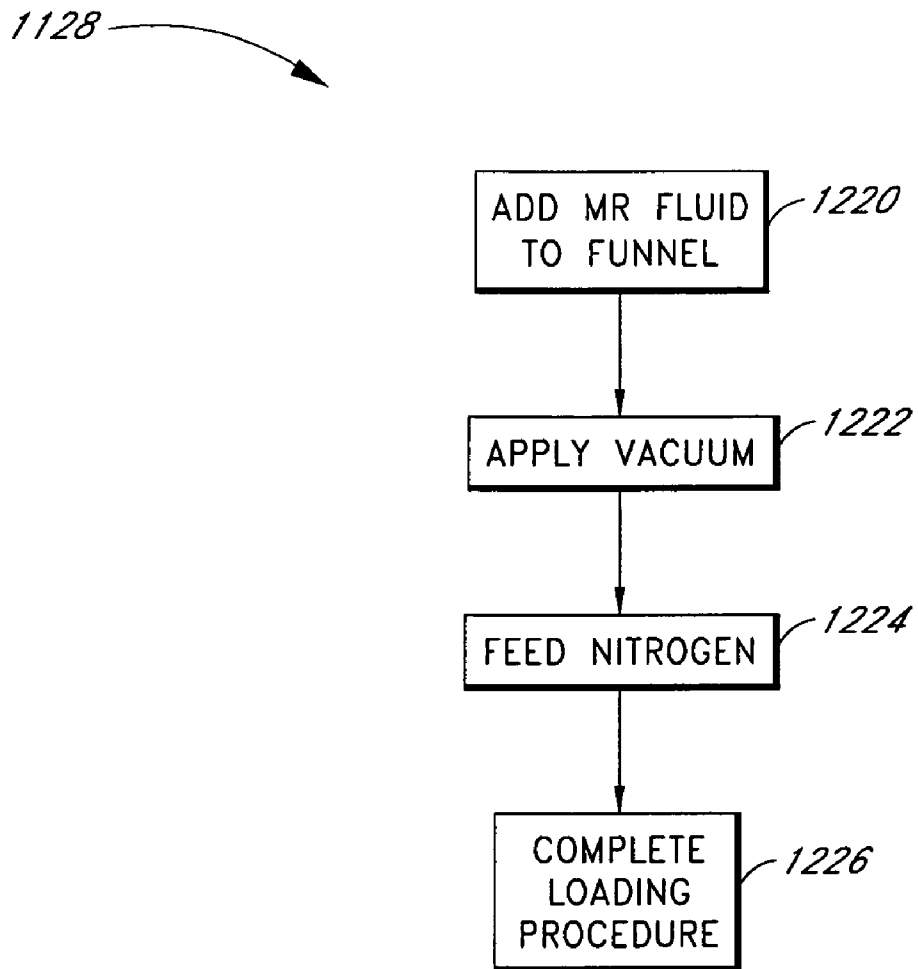 1128
ADD MR FLUID
TO FUNNEL
1220
APPLY VACUUM
1222
FEED NITROGEN
1224
COMPLETE
LOADING
PROCEDURE
1226